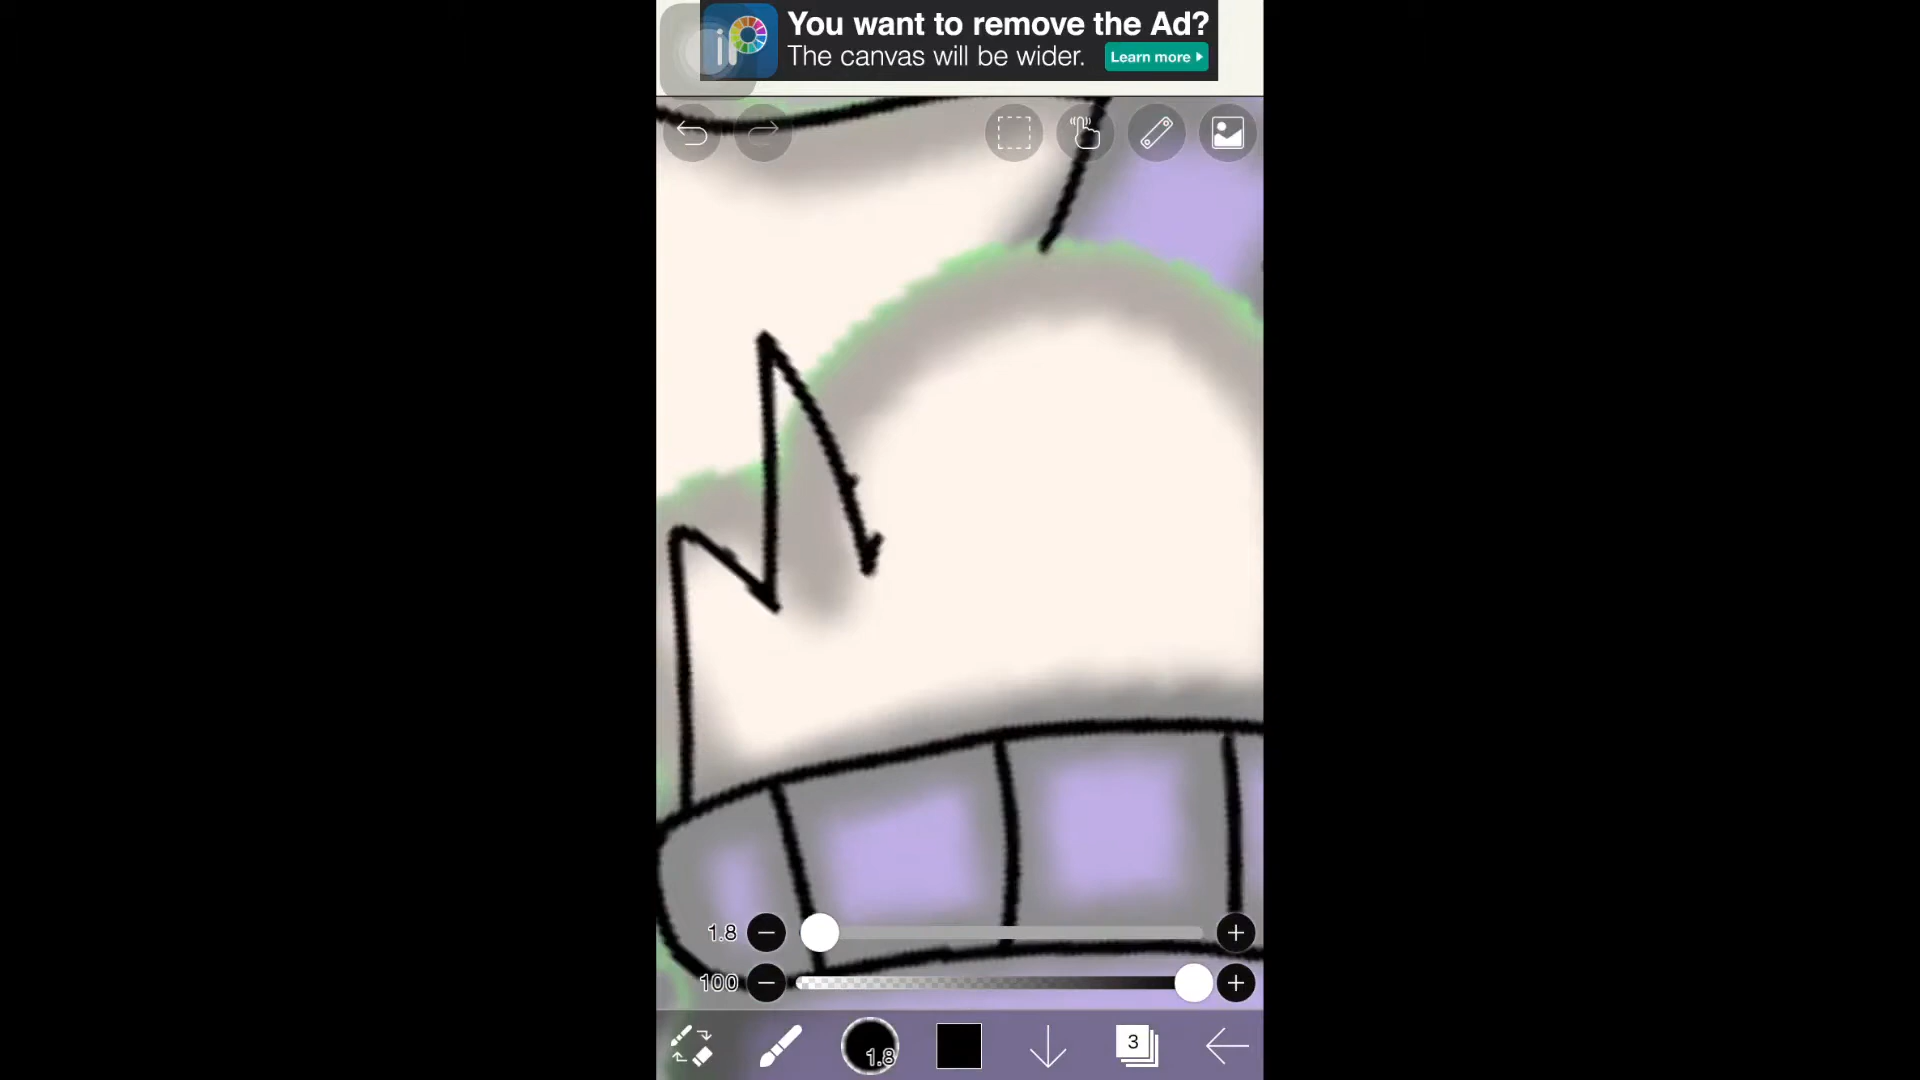 You want to remove the Ad?
The canvas will be wider.
Learn more
1.8
100
1.8
3